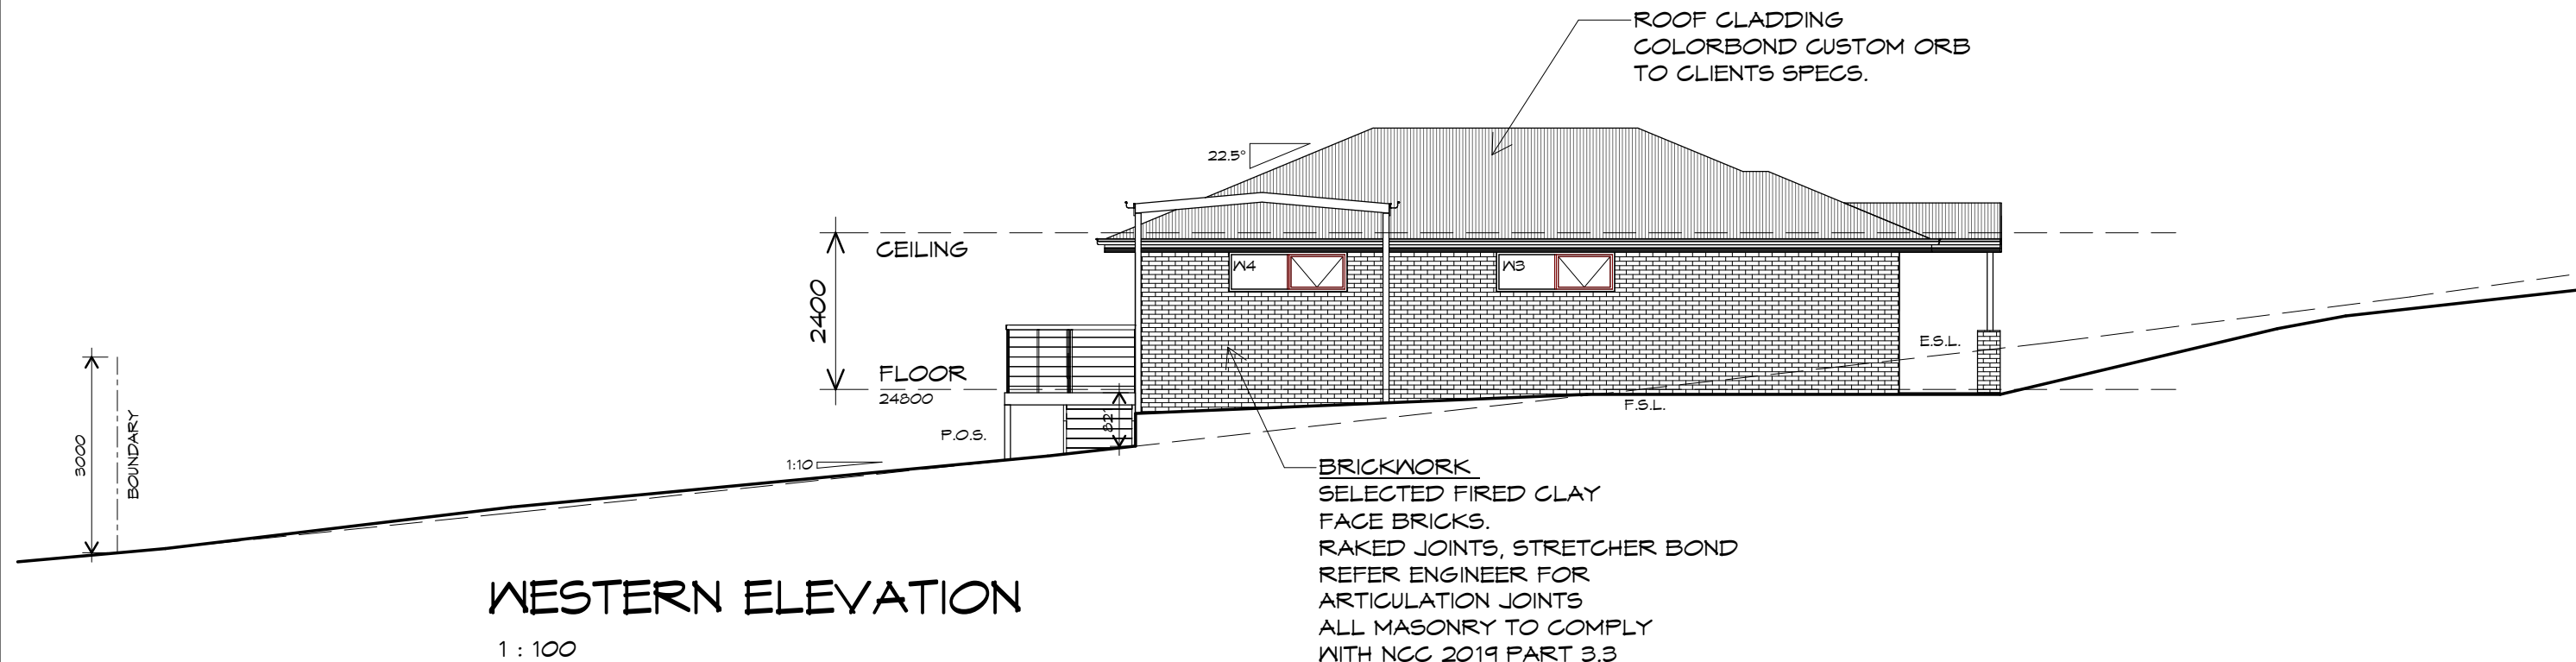 ROOF CLADDING
COLORBOND CUSTOM ORB
TO CLIENTS SPECS.
22.5°
CEILING
2400
W4
W3
FLOOR
24800
E.S.L.
F.S.L.
821
P.O.S.
3000
BOUNDARY
1:10
BRICKWORK
SELECTED FIRED CLAY
FACE BRICKS.
RAKED JOINTS, STRETCHER BOND
REFER ENGINEER FOR
ARTICULATION JOINTS
ALL MASONRY TO COMPLY
WITH NCC 2019 PART 3.3
WESTERN ELEVATION
1 : 100